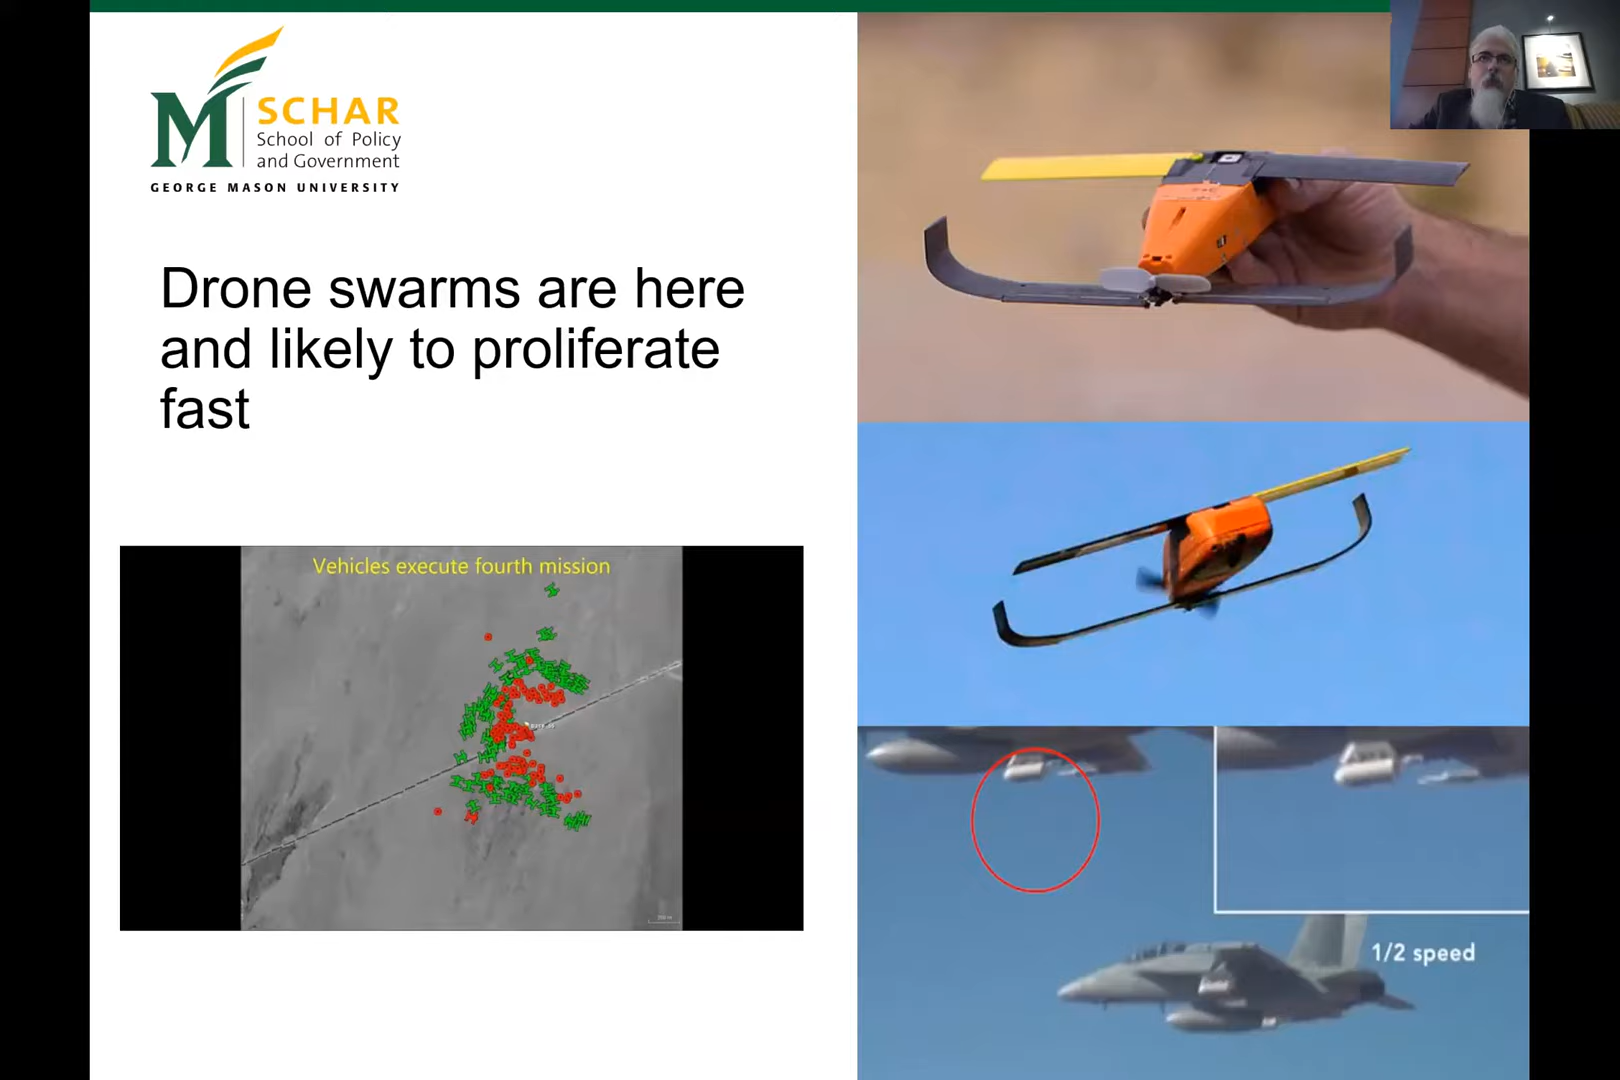 SCHAR
School of Policy
and Government
GEORGE MASON UNIVERSITY
Drone swarms are here
and likely to proliferate
fast
Vehicles execute fourth mission
1/2 speed